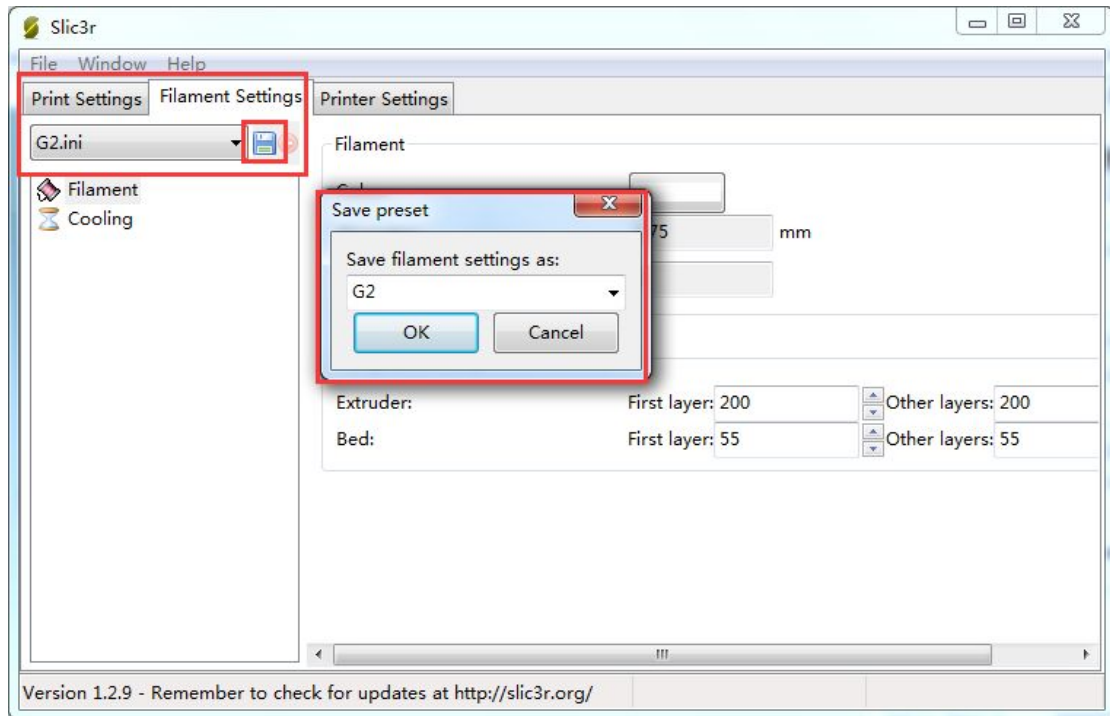 Slic3r
File Window Help
Print Settings Filament Settings Printer Settings
G2.ini
Filament
Filament
Cooling
Save preset
75 mm
Save filament settings as:
G2
OK Cancel
Extruder: First layer: 200 Other layers: 200
Bed: First layer: 55 Other layers: 55
Version 1.2.9 - Remember to check for updates at http://slic3r.org/